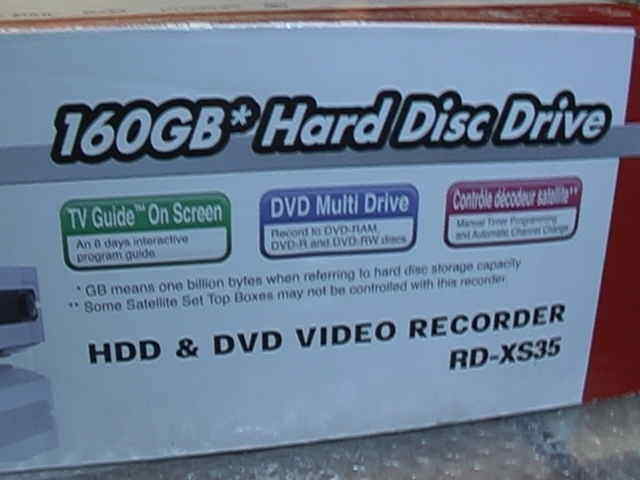 160GB* Hard Disc Drive
TV Guide™ On Screen
An 8 days interactive
program guide
DVD Multi Drive
Record to DVD-RAM,
DVD-R and DVD-RW discs
Contrôle décodeur satellite**
Manual Timer Programming
and Automatic Channel Change
* GB means one billion bytes when referring to hard disc storage capacity
** Some Satellite Set Top Boxes may not be controlled with this recorder.
HDD & DVD VIDEO RECORDER
RD-XS35